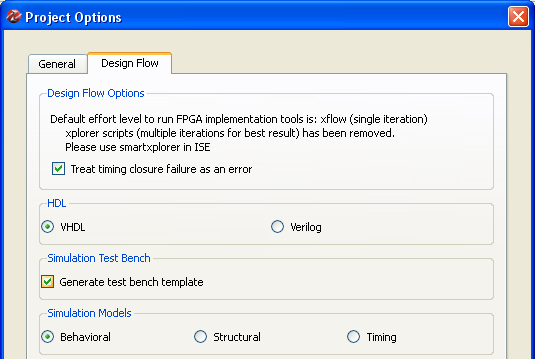 Project Options
General
Design Flow
Design Flow Options
Default effort level to run FPGA implementation tools is: xflow (single iteration)
xplorer scripts (multiple iterations for best result) has been removed.
Please use smartxplorer in ISE
Treat timing closure failure as an error
HDL
VHDL
Verilog
Simulation Test Bench
Generate test bench template
Simulation Models
Behavioral
Structural
Timing